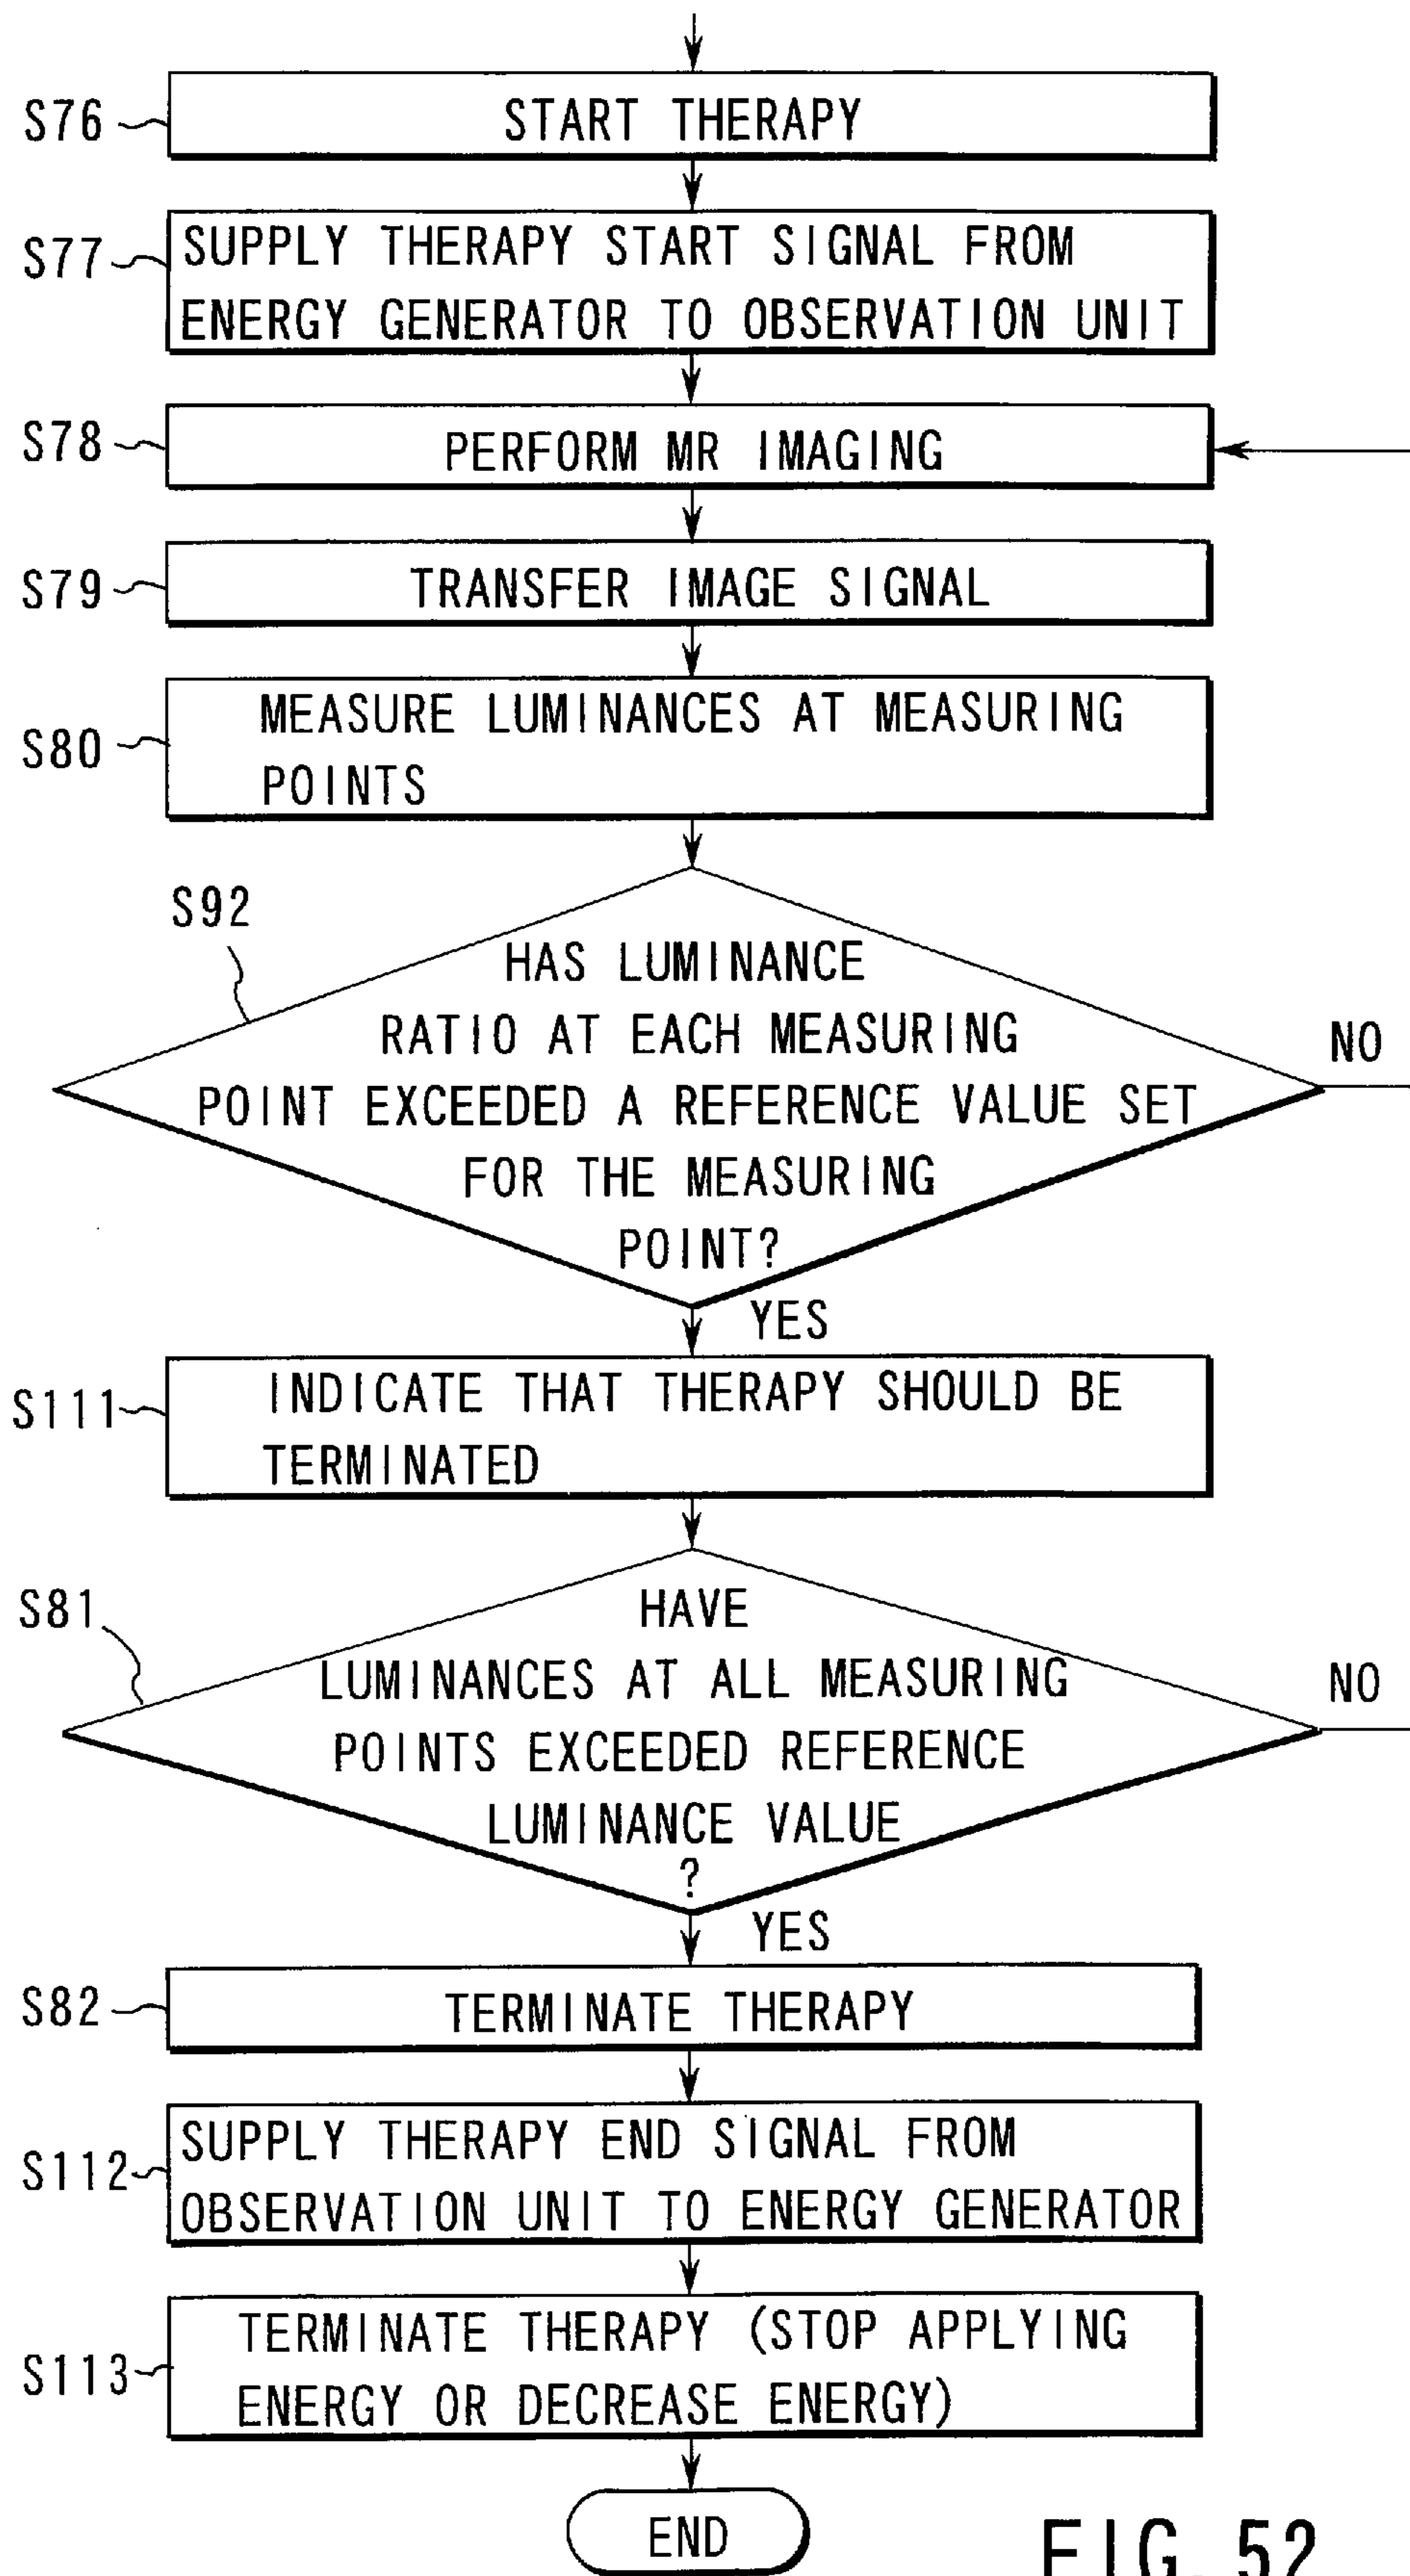 S76
START THERAPY
S77
SUPPLY THERAPY START SIGNAL FROM
ENERGY GENERATOR TO OBSERVATION UNIT
S78
PERFORM MR IMAGING
S79
TRANSFER IMAGE SIGNAL
S80
MEASURE LUMINANCES AT MEASURING
POINTS
S92
HAS LUMINANCE
RATIO AT EACH MEASURING
POINT EXCEEDED A REFERENCE VALUE SET
FOR THE MEASURING
POINT?
NO
YES
S111
INDICATE THAT THERAPY SHOULD BE
TERMINATED
S81
HAVE
LUMINANCES AT ALL MEASURING
POINTS EXCEEDED REFERENCE
LUMINANCE VALUE
?
NO
YES
S82
TERMINATE THERAPY
S112
SUPPLY THERAPY END SIGNAL FROM
OBSERVATION UNIT TO ENERGY GENERATOR
S113
TERMINATE THERAPY (STOP APPLYING
ENERGY OR DECREASE ENERGY)
END
FIG. 52